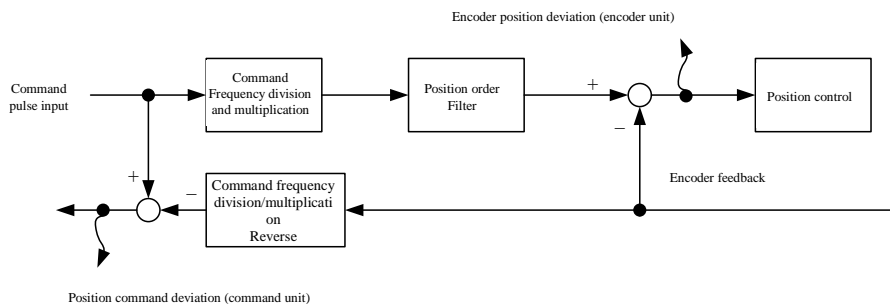 Encoder position deviation (encoder unit)
Command
pulse input
Command
Frequency division
and multiplication
Position order
Filter
+
−
Position control
Encoder feedback
+
−
Command frequency
division/multiplicati
on
Reverse
Position command deviation (command unit)